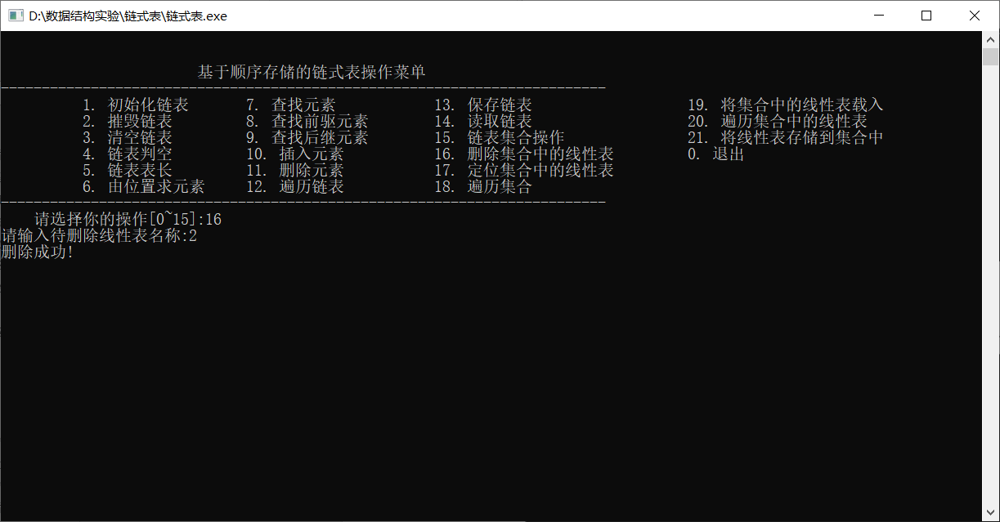 D:\数据结构实验\链式表\链式表.exe
基于顺序存储的链式表操作菜单
--------------------------------------------------------------------------
1. 初始化链表 7. 查找元素 13. 保存链表 19. 将集合中的线性表载入
2. 摧毁链表 8. 查找前驱元素 14. 读取链表 20. 遍历集合中的线性表
3. 清空链表 9. 查找后继元素 15. 链表集合操作 21. 将线性表存储到集合中
4. 链表判空 10. 插入元素 16. 删除集合中的线性表 0. 退出
5. 链表表长 11. 删除元素 17. 定位集合中的线性表
6. 由位置求元素 12. 遍历链表 18. 遍历集合
--------------------------------------------------------------------------
请选择你的操作[0~15]:16
请输入待删除线性表名称:2
删除成功!